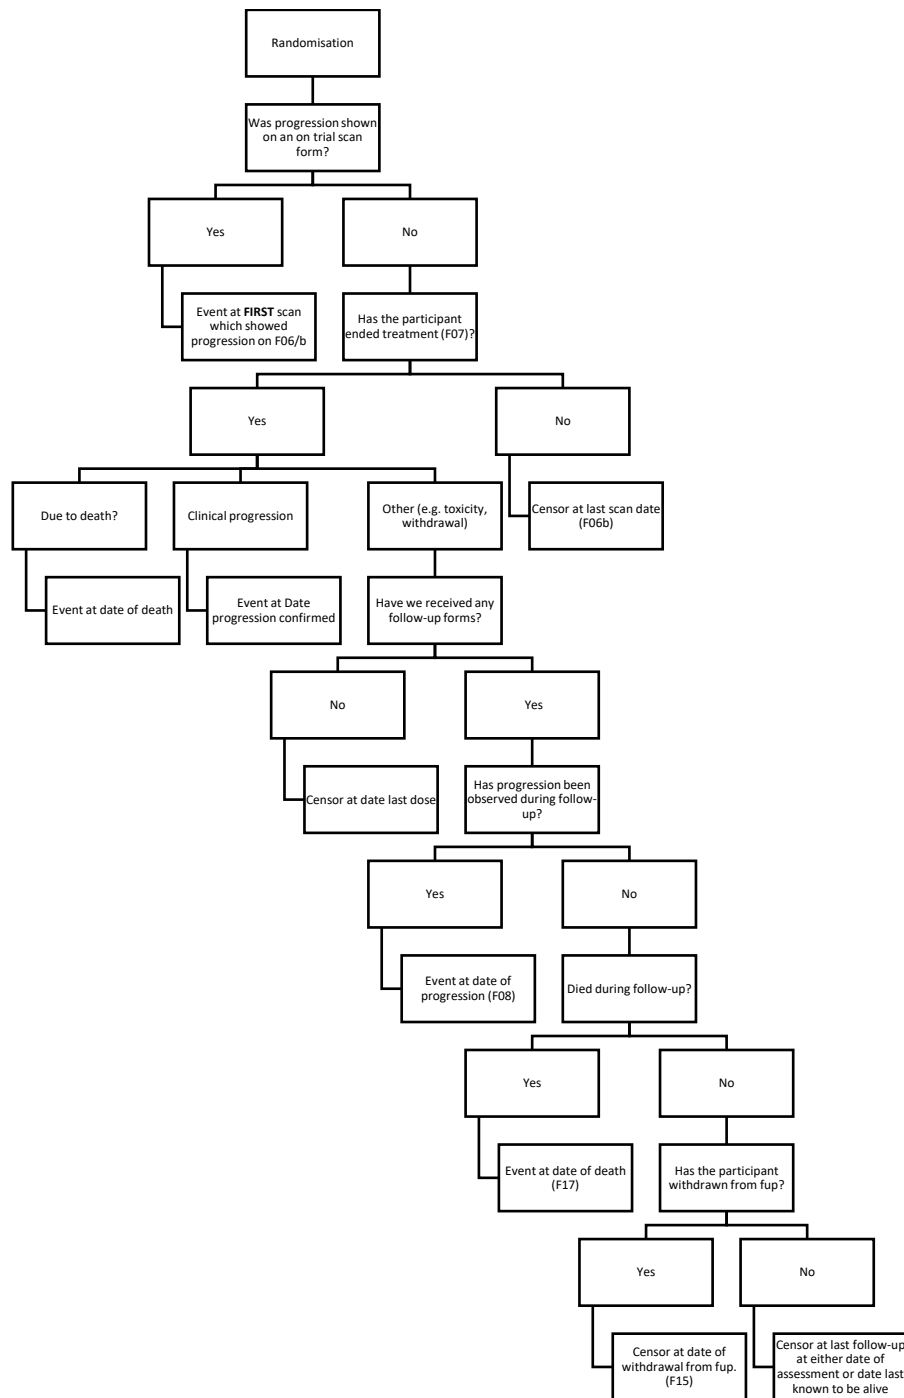 Randomisation
Was progression shown
on an on trial scan
form?
Yes
No
Event at FIRST scan
which showed
progression on F06/b
Has the participant
ended treatment (F07)?
Yes
No
Due to death?
Clinical progression
Other (e.g. toxicity,
withdrawal)
Censor at last scan date
(F06b)
Event at date of death
Event at Date
progression confirmed
Have we received any
follow-up forms?
No
Yes
Censor at date last dose
Has progression been
observed during follow-
up?
Yes
No
Event at date of
progression (F08)
Died during follow-up?
Yes
No
Event at date of death
(F17)
Has the participant
withdrawn from fup?
Yes
No
Censor at date of
withdrawal from fup.
(F15)
Censor at last follow-up
at either date of
assessment or date last
known to be alive